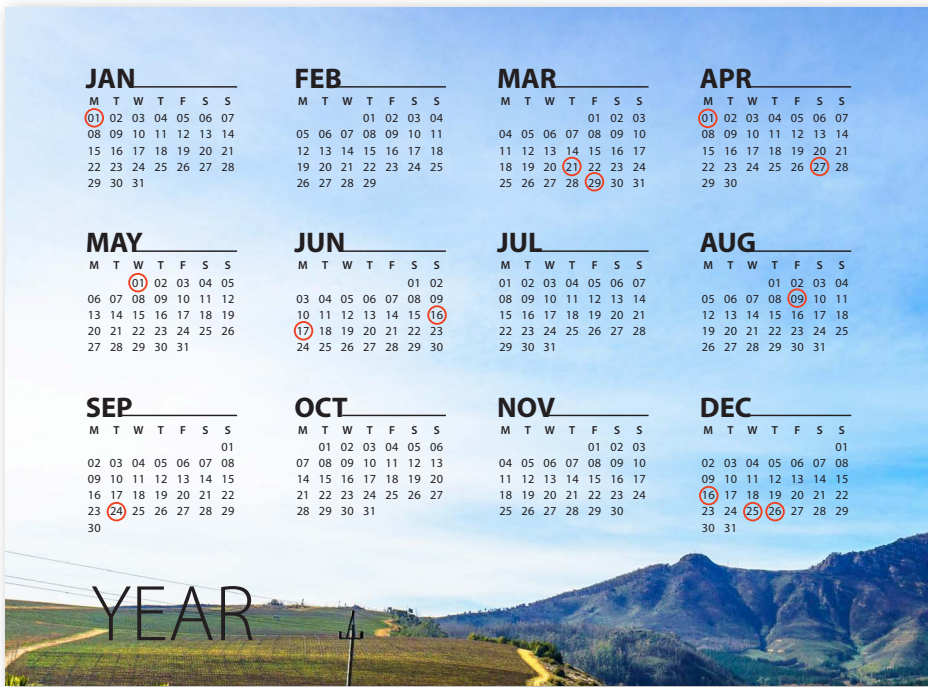 JAN
M T W T F S S
01 02 03 04 05 06 07
08 09 10 11 12 13 14
15 16 17 18 19 20 21
22 23 24 25 26 27 28
29 30 31
FEB
M T W T F S S
01 02 03 04
05 06 07 08 09 10 11
12 13 14 15 16 17 18
19 20 21 22 23 24 25
26 27 28 29
MAR
M T W T F S S
01 02 03
04 05 06 07 08 09 10
11 12 13 14 15 16 17
18 19 20 21 22 23 24
25 26 27 28 29 30 31
APR
M T W T F S S
01 02 03 04 05 06 07
08 09 10 11 12 13 14
15 16 17 18 19 20 21
22 23 24 25 26 27 28
29 30
MAY
M T W T F S S
01 02 03 04 05
06 07 08 09 10 11 12
13 14 15 16 17 18 19
20 21 22 23 24 25 26
27 28 29 30 31
JUN
M T W T F S S
01 02
03 04 05 06 07 08 09
10 11 12 13 14 15 16
17 18 19 20 21 22 23
24 25 26 27 28 29 30
JUL
M T W T F S S
01 02 03 04 05 06 07
08 09 10 11 12 13 14
15 16 17 18 19 20 21
22 23 24 25 26 27 28
29 30 31
AUG
M T W T F S S
01 02 03 04
05 06 07 08 09 10 11
12 13 14 15 16 17 18
19 20 21 22 23 24 25
26 27 28 29 30 31
SEP
M T W T F S S
01
02 03 04 05 06 07 08
09 10 11 12 13 14 15
16 17 18 19 20 21 22
23 24 25 26 27 28 29
30
OCT
M T W T F S S
01 02 03 04 05 06
07 08 09 10 11 12 13
14 15 16 17 18 19 20
21 22 23 24 25 26 27
28 29 30 31
NOV
M T W T F S S
01 02 03
04 05 06 07 08 09 10
11 12 13 14 15 16 17
18 19 20 21 22 23 24
25 26 27 28 29 30
DEC
M T W T F S S
01
02 03 04 05 06 07 08
09 10 11 12 13 14 15
16 17 18 19 20 21 22
23 24 25 26 27 28 29
30 31
YEAR